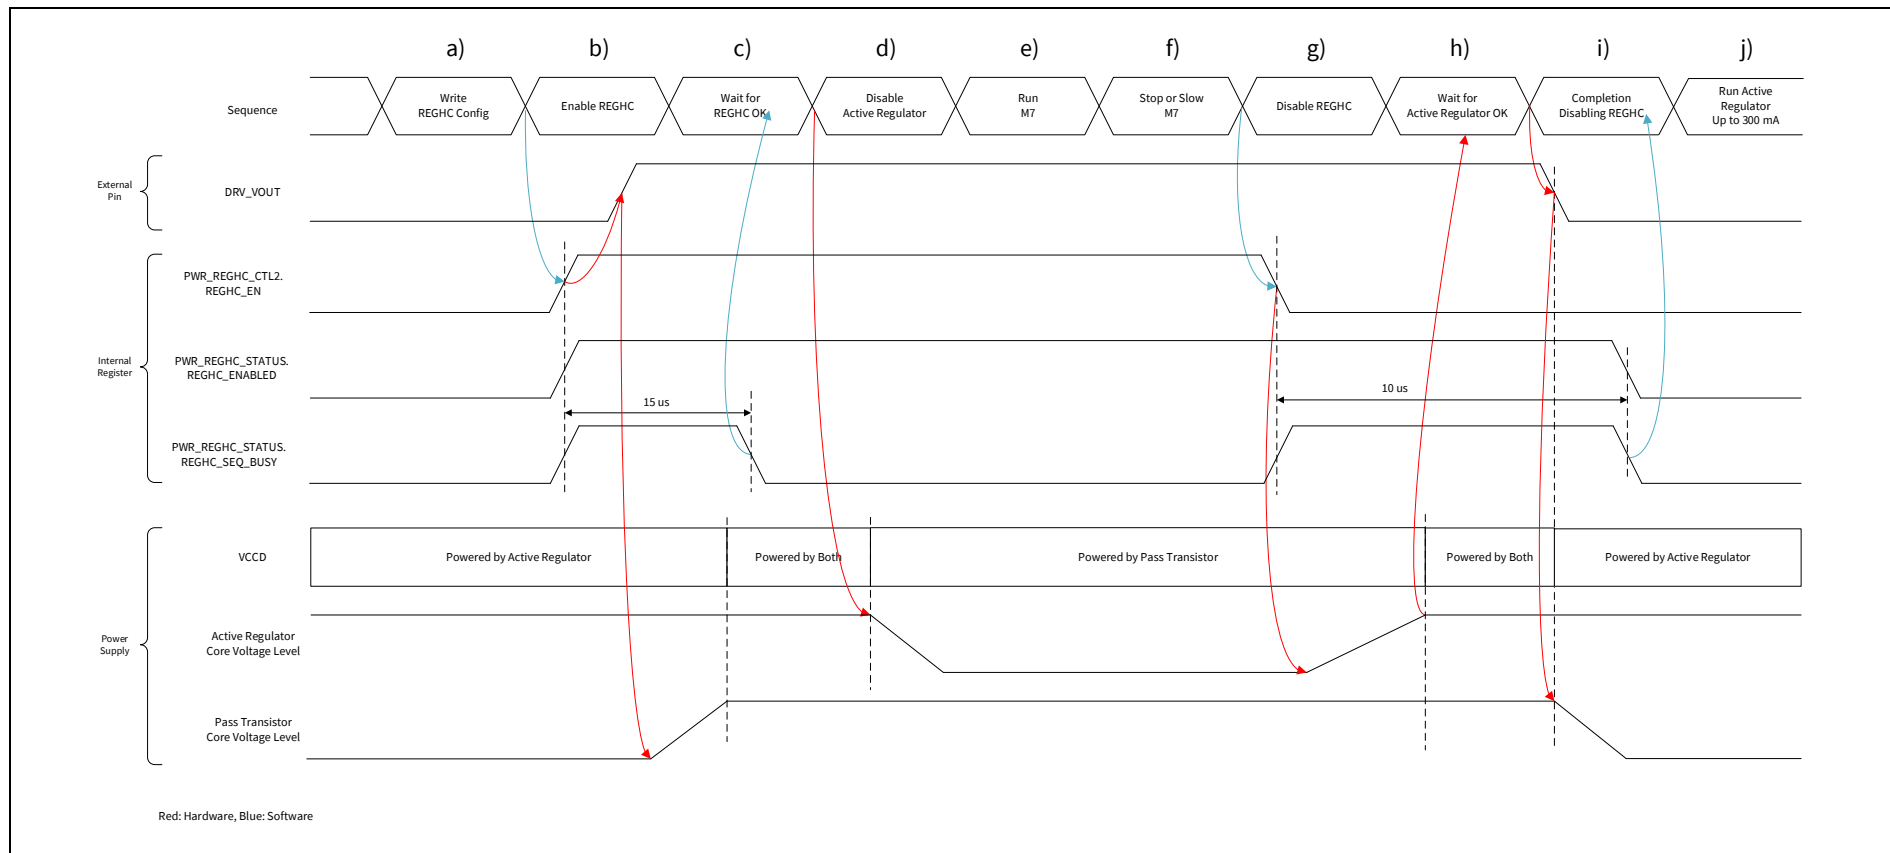 a) b) c) d) e) f) g) h) i) j)
Sequence
Write
REGHC Config
Enable REGHC
Wait for
REGHC OK
Disable
Active Regulator
Run
M7
Stop or Slow
M7
Disable REGHC
Wait for
Active Regulator OK
Completion
Disabling REGHC
Run Active
Regulator
Up to 300 mA
External
Pin
DRV_VOUT
Internal
Register
PWR_REGHC_CTL2.
REGHC_EN
PWR_REGHC_STATUS.
REGHC_ENABLED
15 us
10 us
PWR_REGHC_STATUS.
REGHC_SEQ_BUSY
Power
Supply
VCCD
Powered by Active Regulator
Powered by Both
Powered by Pass Transistor
Powered by Both
Powered by Active Regulator
Active Regulator
Core Voltage Level
Pass Transistor
Core Voltage Level
Red: Hardware, Blue: Software